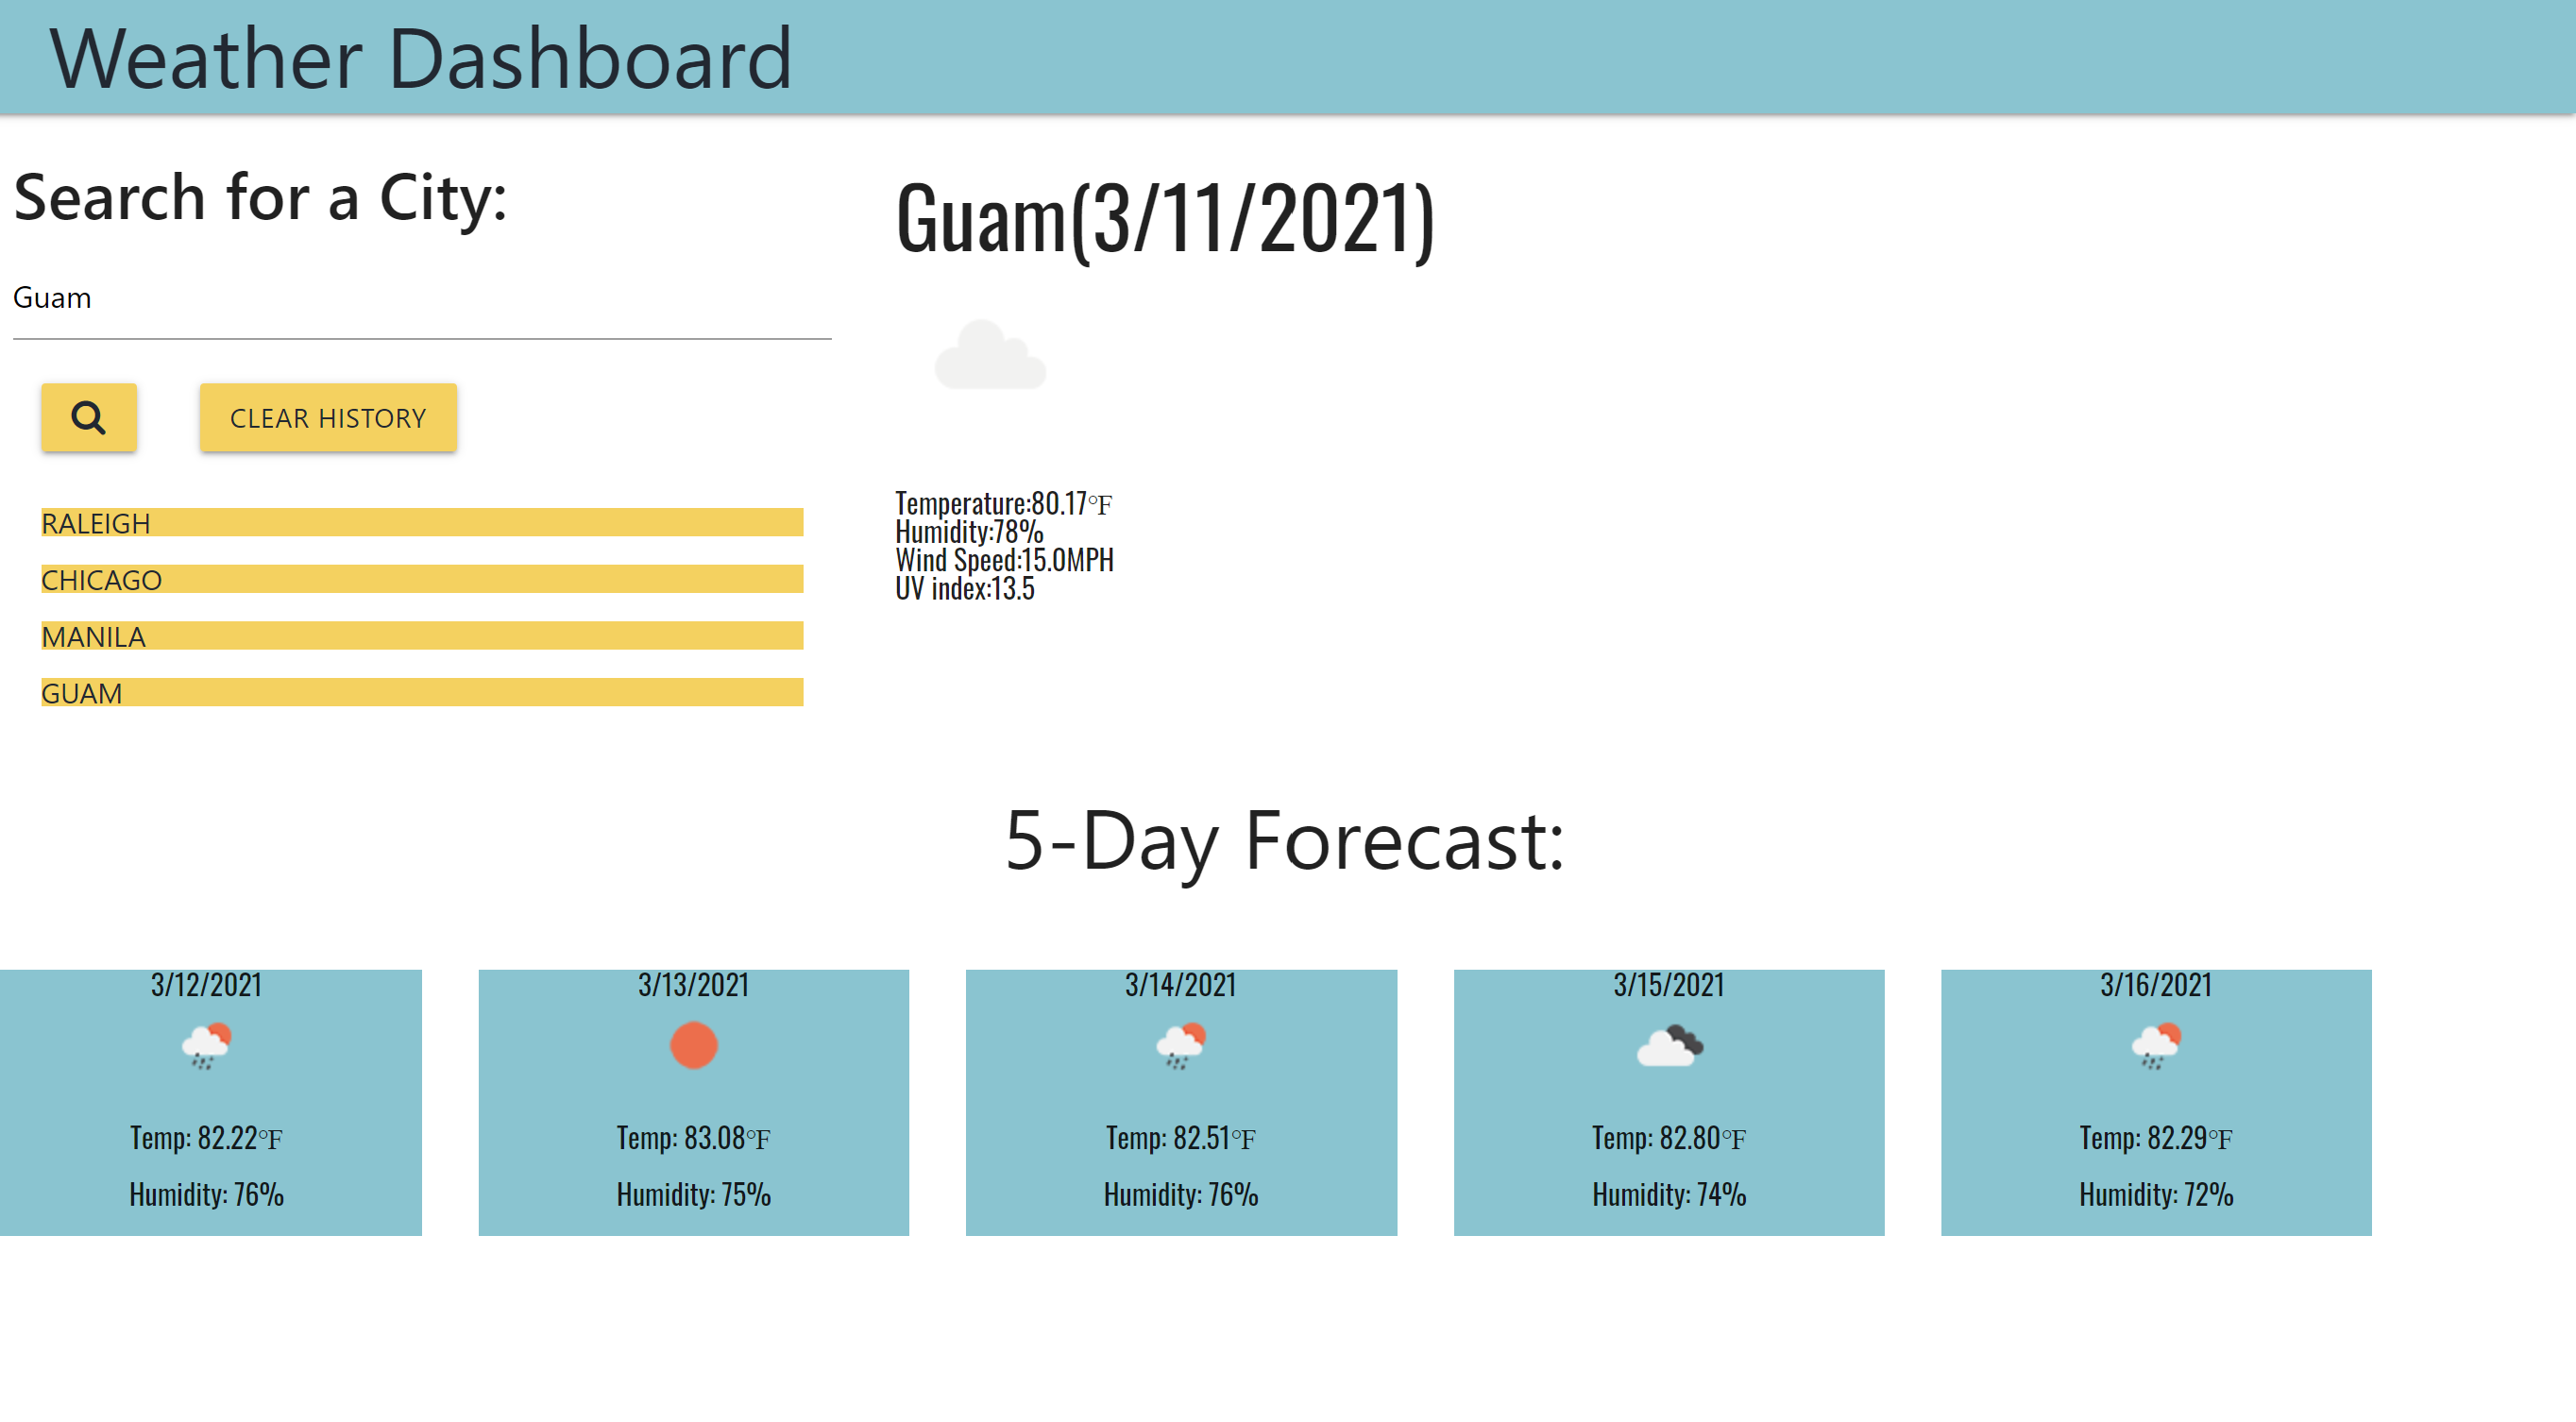 Weather Dashboard
Search for a City:
Guam
CLEAR HISTORY
RALEIGH
CHICAGO
MANILA
GUAM
Guam(3/11/2021)
Temperature:80.17°F
Humidity:78%
Wind Speed:15.0MPH
UV index:13.5
5-Day Forecast:
3/12/2021
Temp: 82.22°F
Humidity: 76%
3/13/2021
Temp: 83.08°F
Humidity: 75%
3/14/2021
Temp: 82.51°F
Humidity: 76%
3/15/2021
Temp: 82.80°F
Humidity: 74%
3/16/2021
Temp: 82.29°F
Humidity: 72%